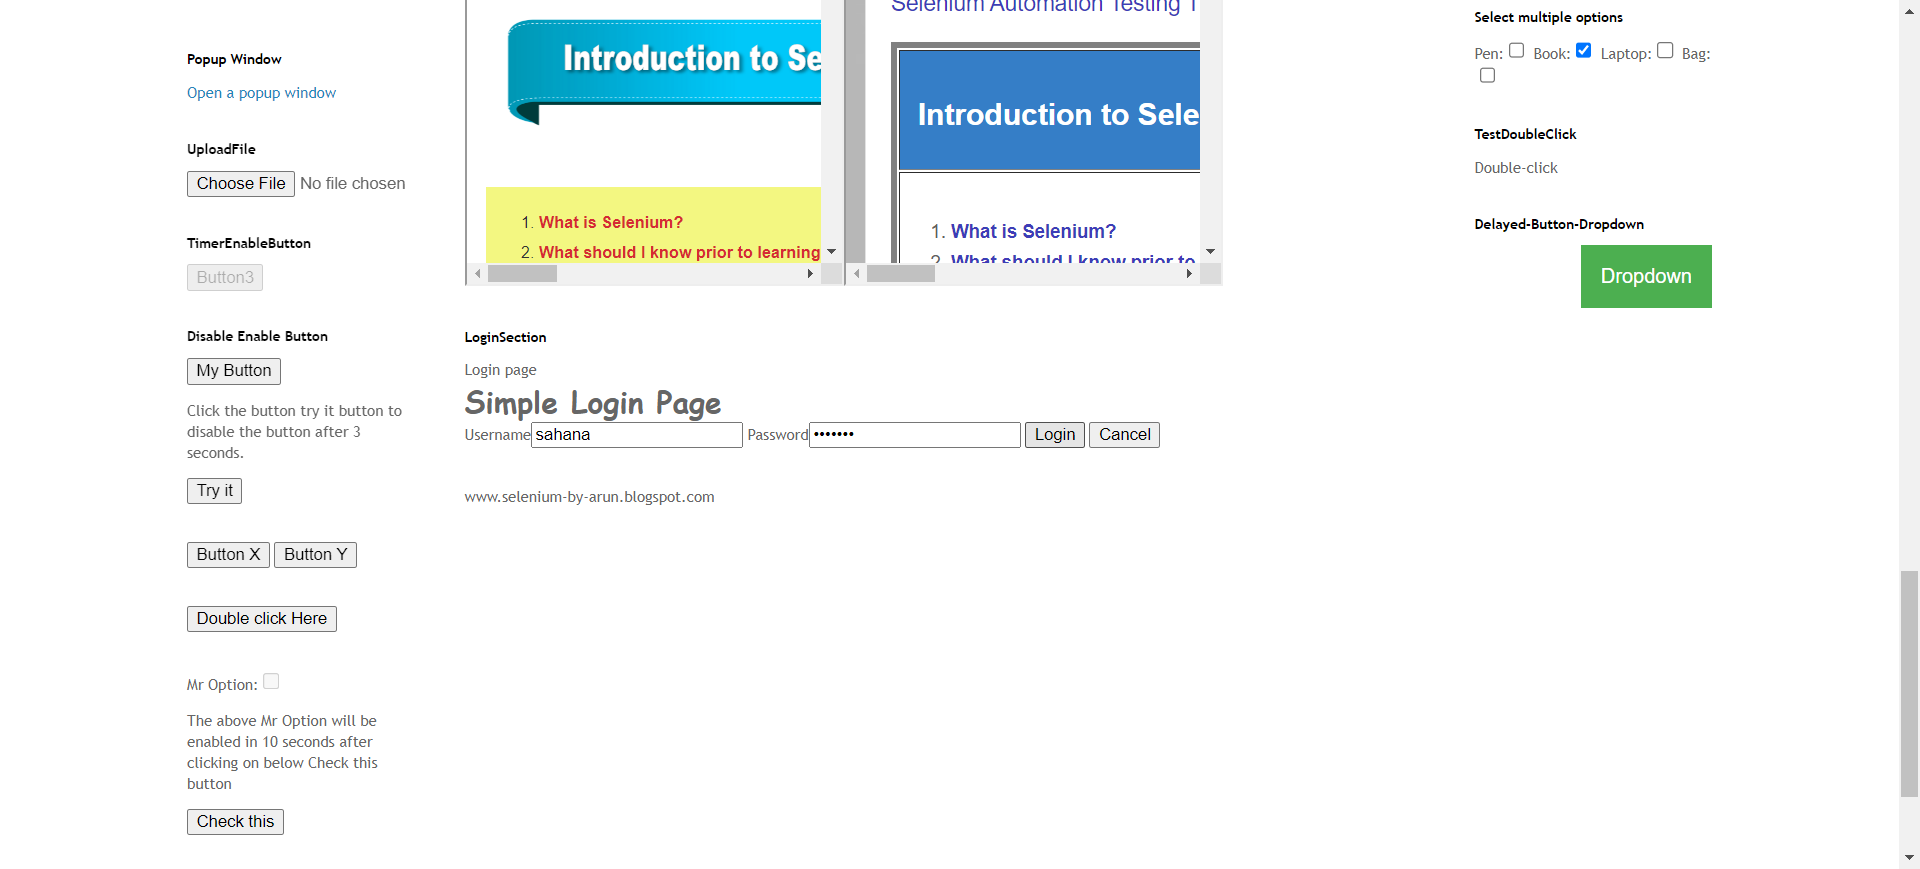 Popup Window
Open a popup window
UploadFile
Choose File No file chosen
TimerEnableButton
Button3
Disable Enable Button
My Button
Click the button try it button to
disable the button after 3
seconds.
Try it
Button X Button Y
Double click Here
Mr Option:
The above Mr Option will be
enabled in 10 seconds after
clicking on below Check this
button
Check this
Introduction to Se
1. What is Selenium?
2. What should I know prior to learning
Selenium Automation Testing T
Introduction to Sele
1. What is Selenium?
2. What should I know prior to
LoginSection
Login page
Simple Login Page
Username sahana Password ••••••• Login Cancel
www.selenium-by-arun.blogspot.com
Select multiple options
Pen: Book: Laptop: Bag:
TestDoubleClick
Double-click
Delayed-Button-Dropdown
Dropdown